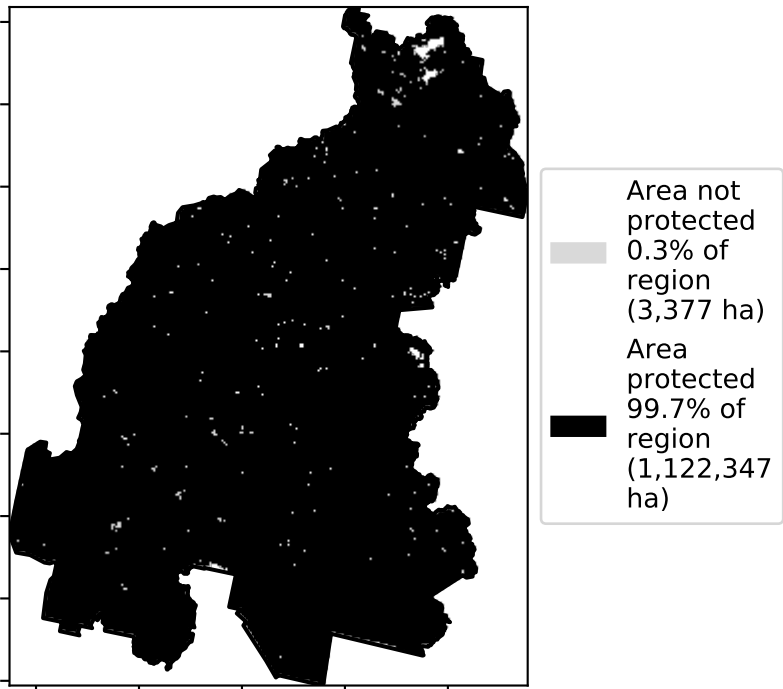 Area not
protected
0.3% of
region
(3,377 ha)
Area
protected
99.7% of
region
(1,122,347
ha)